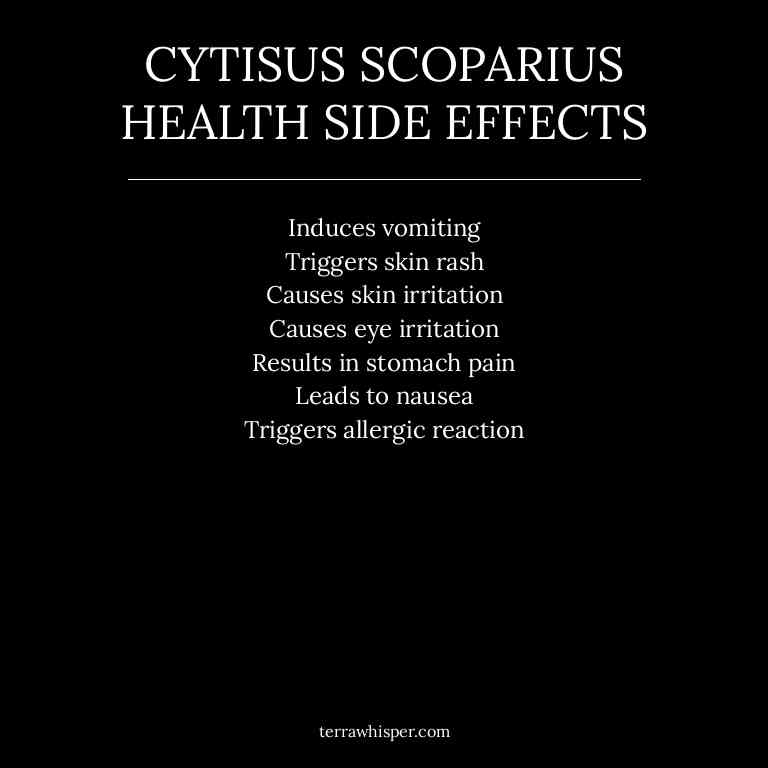 CYTISUS SCOPARIUS
HEALTH SIDE EFFECTS
Induces vomiting
Triggers skin rash
Causes skin irritation
Causes eye irritation
Results in stomach pain
Leads to nausea
Triggers allergic reaction
terrawhisper.com